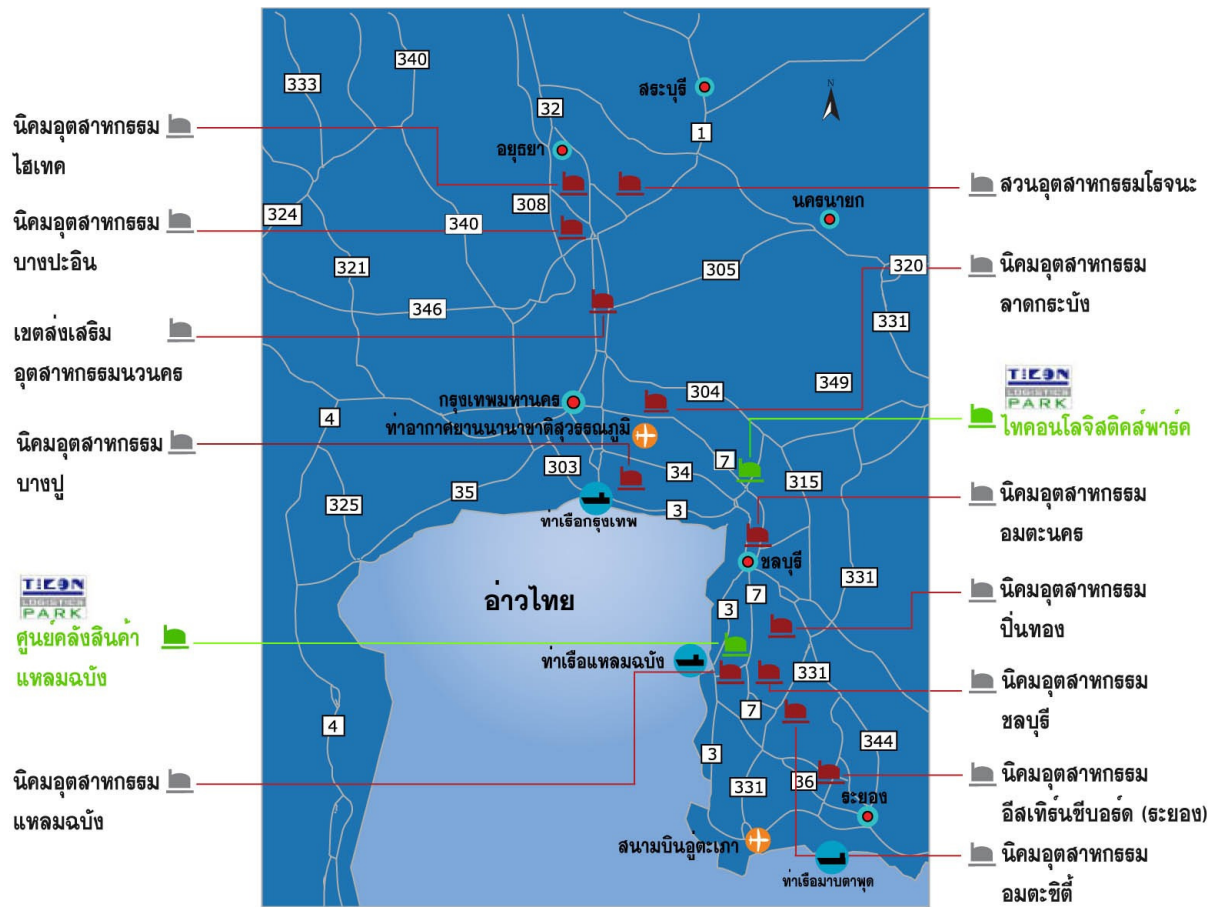 นิคมอุตสาหกรรม
ไฮเทค
นิคมอุตสาหกรรม
บางปะอิน
เขตส่งเสริม
อุตสาหกรรมนวนคร
นิคมอุตสาหกรรม
บางปู
TICON
LOGISTICS
PARK
ศูนย์คลังสินค้า
แหลมฉบัง
นิคมอุตสาหกรรม
แหลมฉบัง
333
340
32
สระบุรี
N
1
อยุธยา
308
นครนายก
324
340
321
305
320
346
331
304
349
4
กรุงเทพมหานคร
ท่าอากาศยานนานาชาติสุวรรณภูมิ
303
34
7
315
35
325
3
ท่าเรือกรุงเทพ
ชลบุรี
331
อ่าวไทย
3
7
ท่าเรือแหลมฉบัง
331
7
4
3
344
331
36
ระยอง
สนามบินอู่ตะเภา
ท่าเรือมาบตาพุด
สวนอุตสาหกรรมโรจนะ
นิคมอุตสาหกรรม
ลาดกระบัง
TICON
LOGISTICS
PARK
ไทคอนโลจิสติคส์พาร์ค
นิคมอุตสาหกรรม
อมตะนคร
นิคมอุตสาหกรรม
ปิ่นทอง
นิคมอุตสาหกรรม
ชลบุรี
นิคมอุตสาหกรรม
อีสเทิร์นซีบอร์ด (ระยอง)
นิคมอุตสาหกรรม
อมตะซิตี้